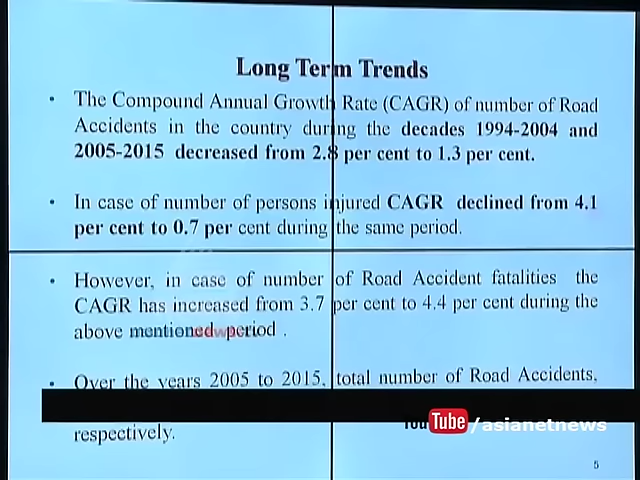 Long Term Trends
• The Compound Annual Growth Rate (CAGR) of number of Road
Accidents in the country during the decades 1994-2004 and
2005-2015 decreased from 2.8 per cent to 1.3 per cent.
• In case of number of persons injured CAGR declined from 4.1
per cent to 0.7 per cent during the same period.
• However, in case of number of Road Accident fatalities the
CAGR has increased from 3.7 per cent to 4.4 per cent during the
above mentioned period .
• Over the years 2005 to 2015, total number of Road Accidents,
respectively.
YouTube /asianetnews
5